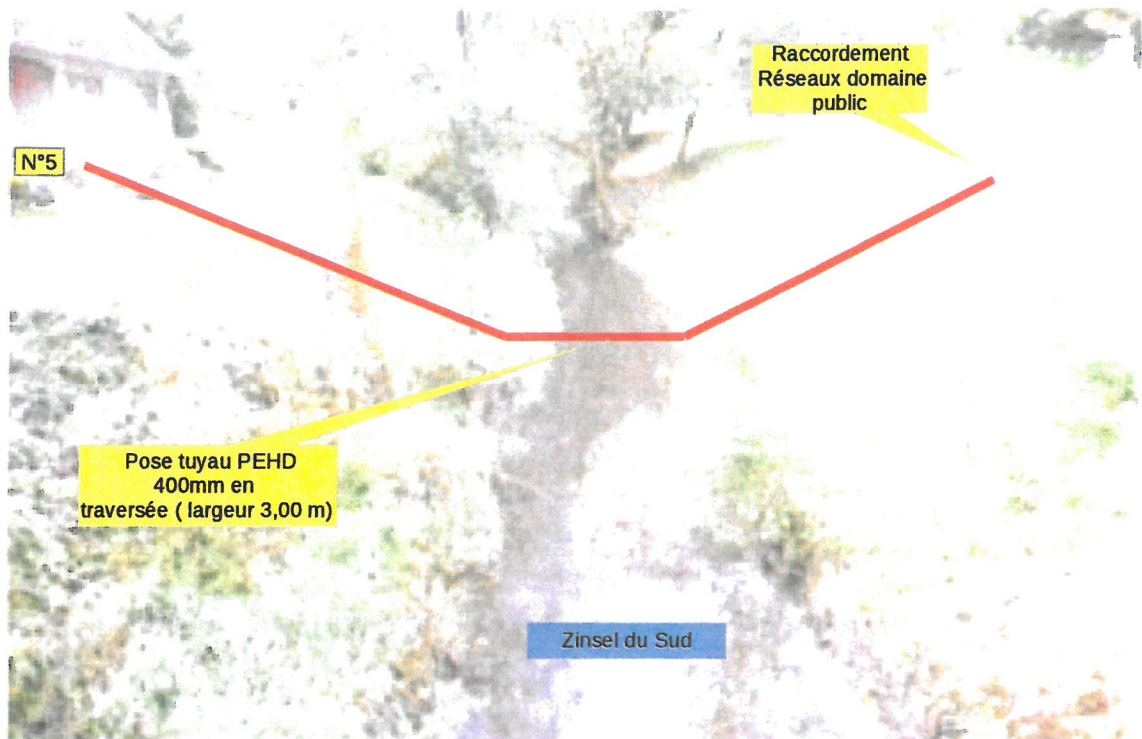 Raccordement
Réseaux domaine
public
N°5
Pose tuyau PEHD
400mm en
traversée ( largeur 3,00 m)
Zinsel du Sud